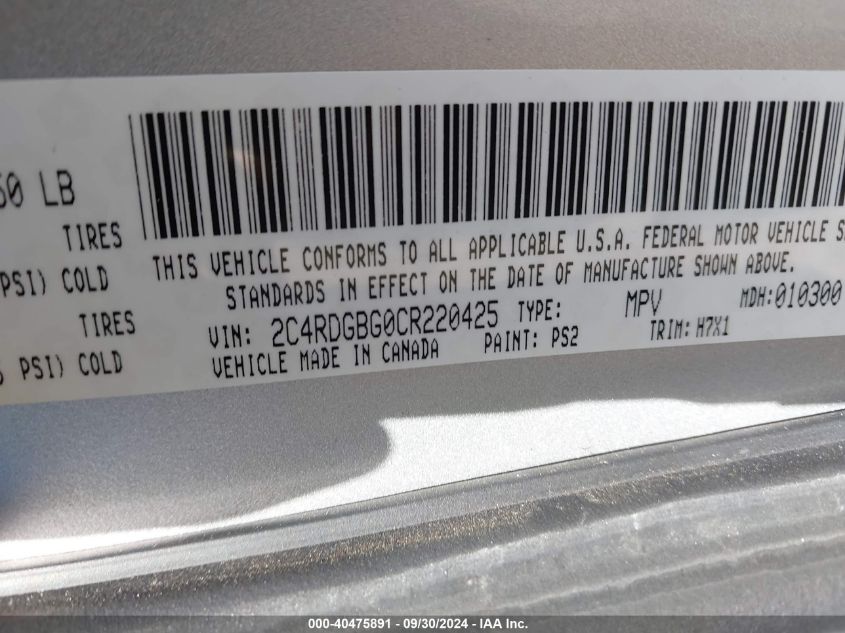 50 LB
TIRES
PSI) COLD
TIRES
PSI) COLD
THIS VEHICLE CONFORMS TO ALL APPLICABLE U.S.A. FEDERAL MOTOR VEHICLE
STANDARDS IN EFFECT ON THE DATE OF MANUFACTURE SHOWN ABOVE.
VIN: 2C4RDGBG0CR220425 TYPE: MPV MDH:010300
VEHICLE MADE IN CANADA PAINT: PS2 TRIM: H7X1
000-40475891 - 09/30/2024 - IAA Inc.